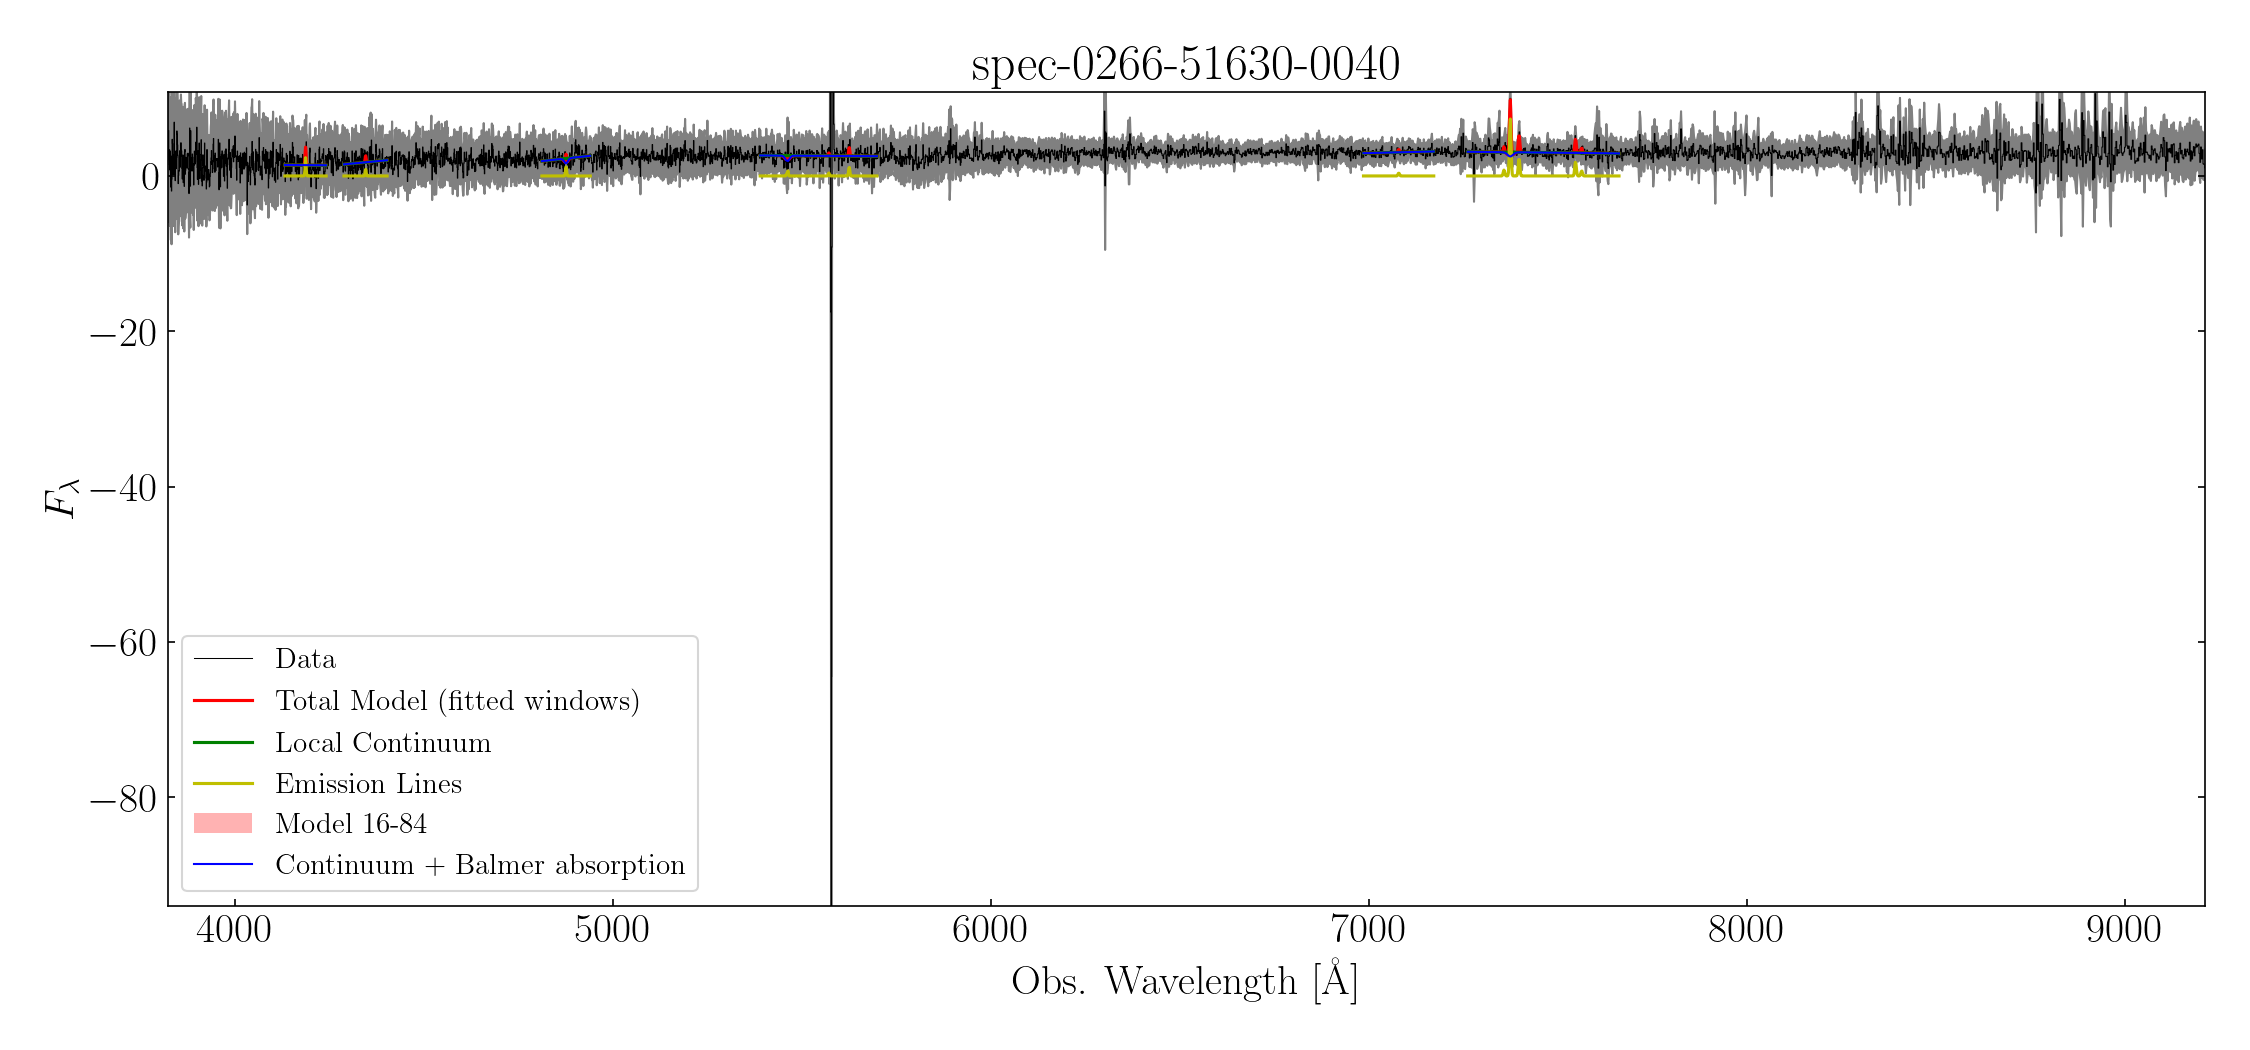 spec-0266-51630-0040
0
−20
−40
−60
−80
F_λ
Data
Total Model (fitted windows)
Local Continuum
Emission Lines
Model 16-84
Continuum + Balmer absorption
4000 5000 6000 7000 8000 9000
Obs. Wavelength [Å]